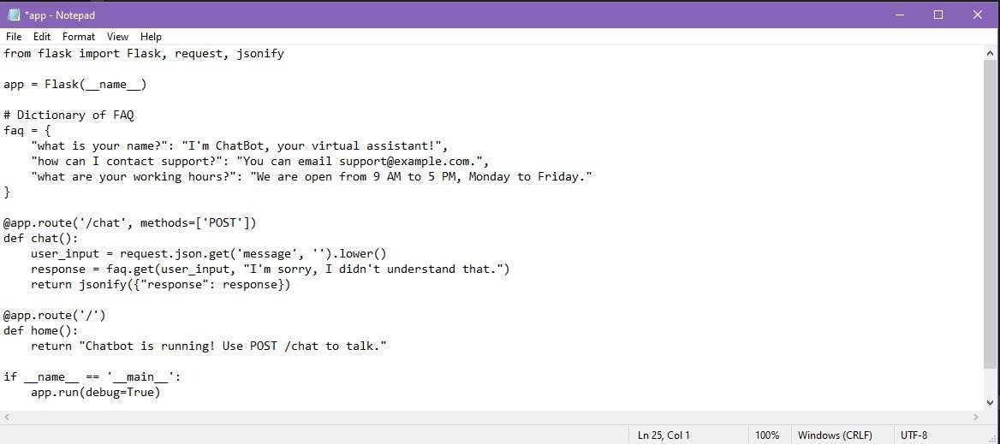 *app - Notepad
File Edit Format View Help
from flask import Flask, request, jsonify

app = Flask(__name__)

# Dictionary of FAQ
faq = {
    "what is your name?": "I'm ChatBot, your virtual assistant!",
    "how can I contact support?": "You can email support@example.com.",
    "what are your working hours?": "We are open from 9 AM to 5 PM, Monday to Friday."
}

@app.route('/chat', methods=['POST'])
def chat():
    user_input = request.json.get('message', '').lower()
    response = faq.get(user_input, "I'm sorry, I didn't understand that.")
    return jsonify({"response": response})

@app.route('/')
def home():
    return "Chatbot is running! Use POST /chat to talk."

if __name__ == '__main__':
    app.run(debug=True)
Ln 25, Col 1 100% Windows (CRLF) UTF-8